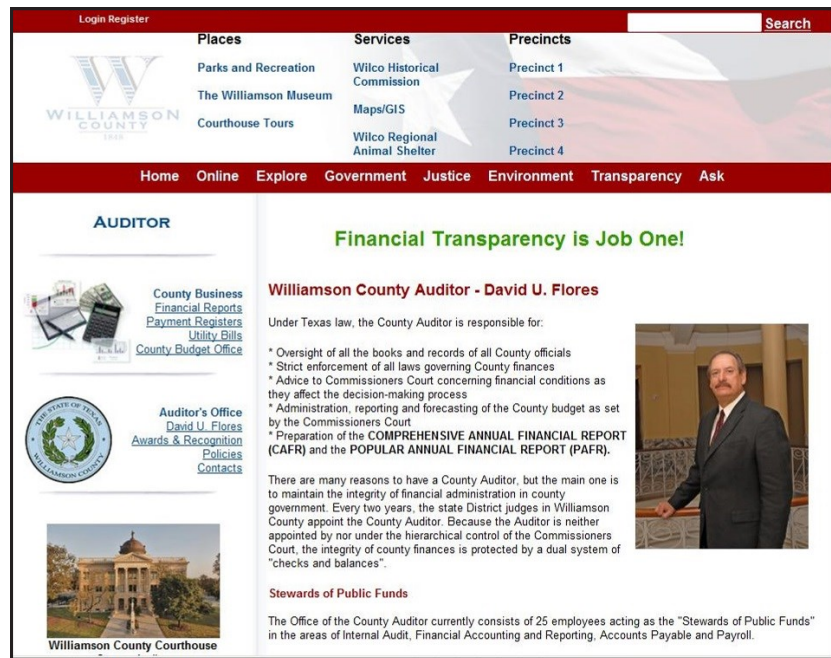 Login Register
Search
Places
Parks and Recreation
The Williamson Museum
Courthouse Tours
Services
Wilco Historical
Commission
Maps/GIS
Wilco Regional
Animal Shelter
Precincts
Precinct 1
Precinct 2
Precinct 3
Precinct 4
WILLIAMSON
COUNTY
1848
Home Online Explore Government Justice Environment Transparency Ask
AUDITOR
County Business
Financial Reports
Payment Registers
Utility Bills
County Budget Office
THE STATE OF TEXAS
WILLIAMSON COUNTY
Auditor's Office
David U. Flores
Awards & Recognition
Policies
Contacts
Williamson County Courthouse
Financial Transparency is Job One!
Williamson County Auditor - David U. Flores
Under Texas law, the County Auditor is responsible for:
* Oversight of all the books and records of all County officials
* Strict enforcement of all laws governing County finances
* Advice to Commissioners Court concerning financial conditions as
they affect the decision-making process
* Administration, reporting and forecasting of the County budget as set
by the Commissioners Court
* Preparation of the COMPREHENSIVE ANNUAL FINANCIAL REPORT
(CAFR) and the POPULAR ANNUAL FINANCIAL REPORT (PAFR).
There are many reasons to have a County Auditor, but the main one is
to maintain the integrity of financial administration in county
government. Every two years, the state District judges in Williamson
County appoint the County Auditor. Because the Auditor is neither
appointed by nor under the hierarchical control of the Commissioners
Court, the integrity of county finances is protected by a dual system of
"checks and balances".
Stewards of Public Funds
The Office of the County Auditor currently consists of 25 employees acting as the "Stewards of Public Funds"
in the areas of Internal Audit, Financial Accounting and Reporting, Accounts Payable and Payroll.